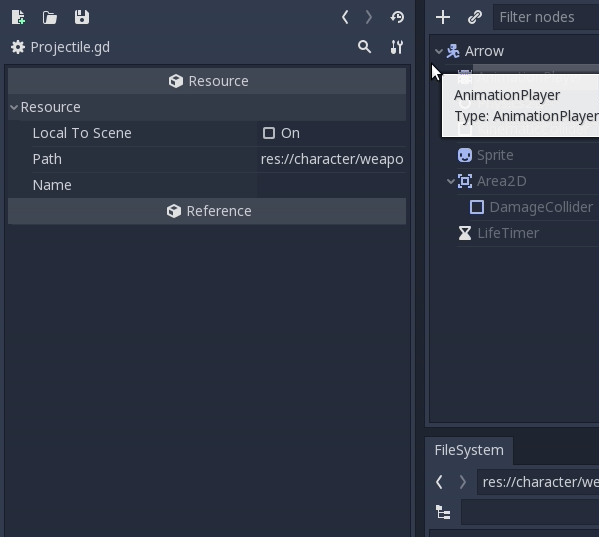 Projectile.gd
Resource
Resource
Local To Scene
On
Path
res://character/weapo
Name
Reference
Filter nodes
Arrow
AnimationPlayer
Type: AnimationPlayer
Sprite
Area2D
DamageCollider
LifeTimer
FileSystem
res://character/we